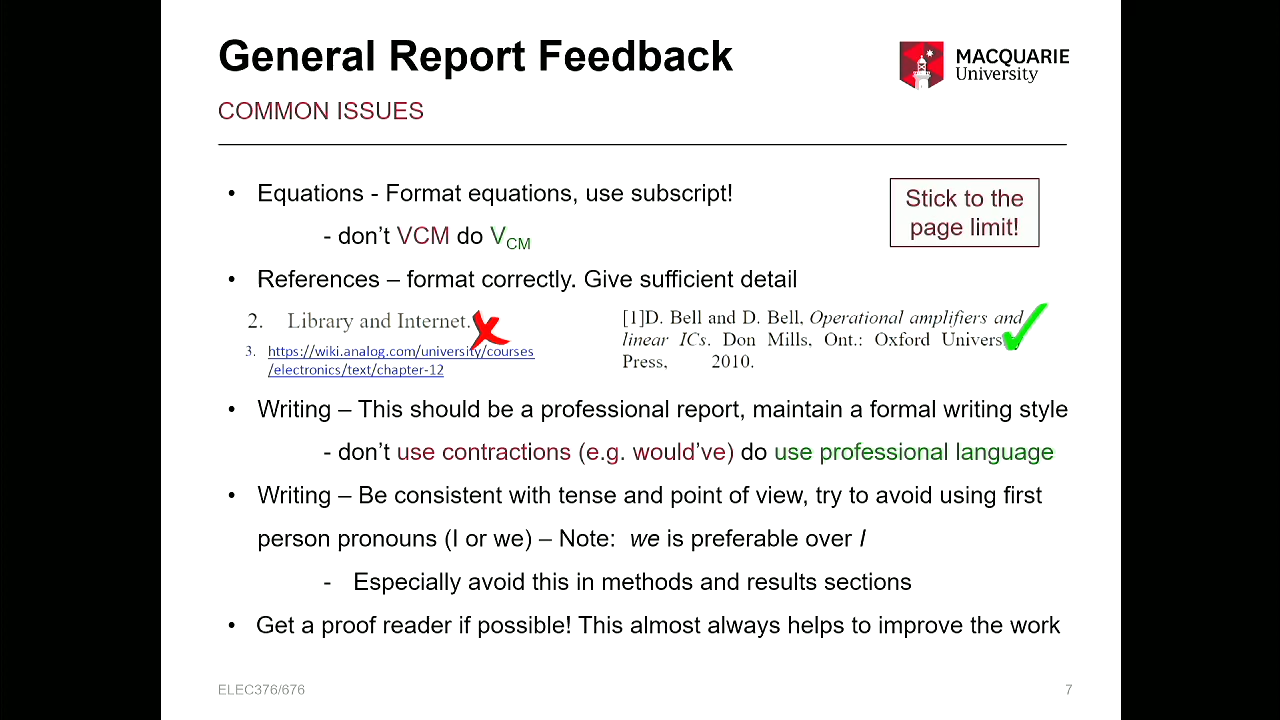 General Report Feedback
MACQUARIE
University
COMMON ISSUES
• Equations - Format equations, use subscript!
Stick to the
page limit!
- don’t VCM do VCM
• References – format correctly. Give sufficient detail
2. Library and Internet.
3. https://wiki.analog.com/university/courses
/electronics/text/chapter-12
[1]D. Bell and D. Bell, Operational amplifiers and
linear ICs. Don Mills, Ont.: Oxford University
Press, 2010.
• Writing – This should be a professional report, maintain a formal writing style
- don’t use contractions (e.g. would’ve) do use professional language
• Writing – Be consistent with tense and point of view, try to avoid using first
person pronouns (I or we) – Note: we is preferable over I
- Especially avoid this in methods and results sections
• Get a proof reader if possible! This almost always helps to improve the work
ELEC376/676
7